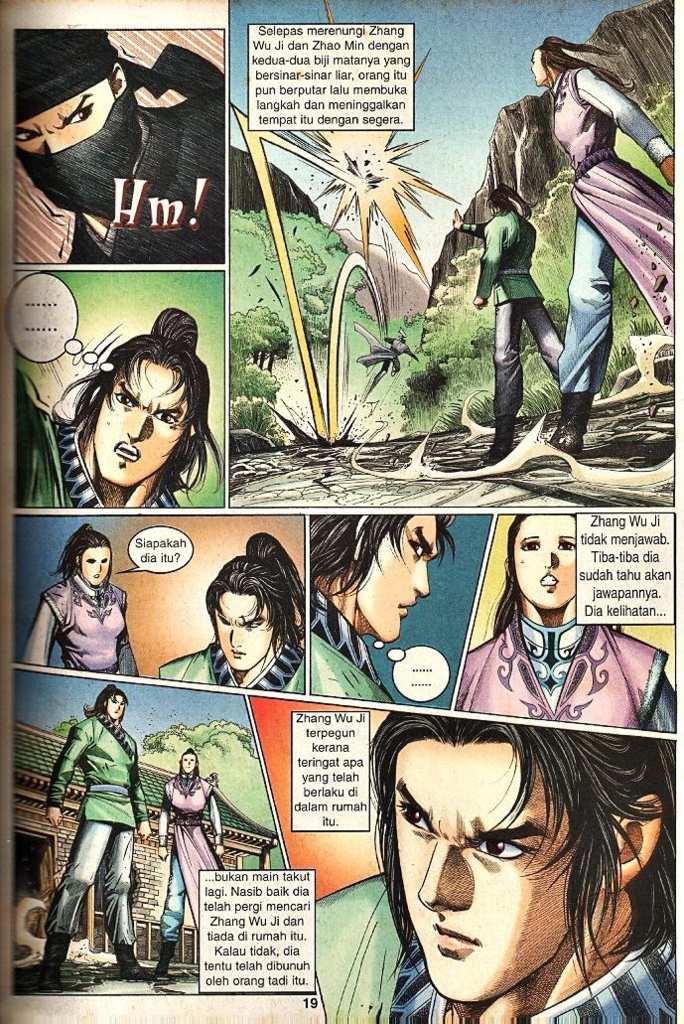 Hm!
Selepas merenungi Zhang
Wu Ji dan Zhao Min dengan
kedua-dua biji matanya yang
bersinar-sinar liar, orang itu
pun berputar lalu membuka
langkah dan meninggalkan
tempat itu dengan segera.
......
......
Siapakah
dia itu?
......
......
Zhang Wu Ji
tidak menjawab.
Tiba-tiba dia
sudah tahu akan
jawapannya.
Dia kelihatan...
...bukan main takut
lagi. Nasib baik dia
telah pergi mencari
Zhang Wu Ji dan
tiada di rumah itu.
Kalau tidak, dia
tentu telah dibunuh
oleh orang tadi itu.
Zhang Wu Ji
terpegun
kerana
teringat apa
yang telah
berlaku di
dalam rumah
itu.
19